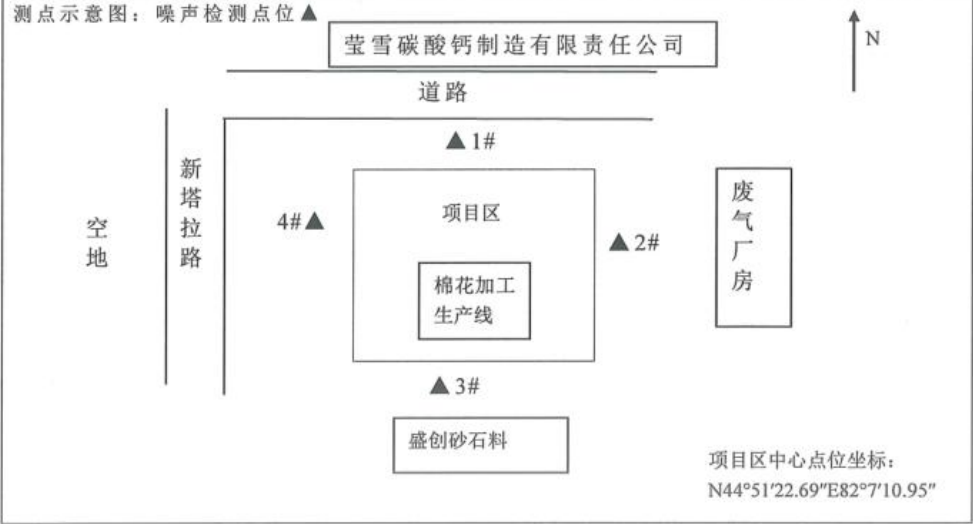 测点示意图：噪声检测点位▲
莹雪碳酸钙制造有限责任公司
N
道路
▲1#
新塔拉路
空地
4#▲
项目区
▲2#
废气厂房
棉花加工
生产线
▲3#
盛创砂石料
项目区中心点位坐标：
N44°51′22.69″E82°7′10.95″